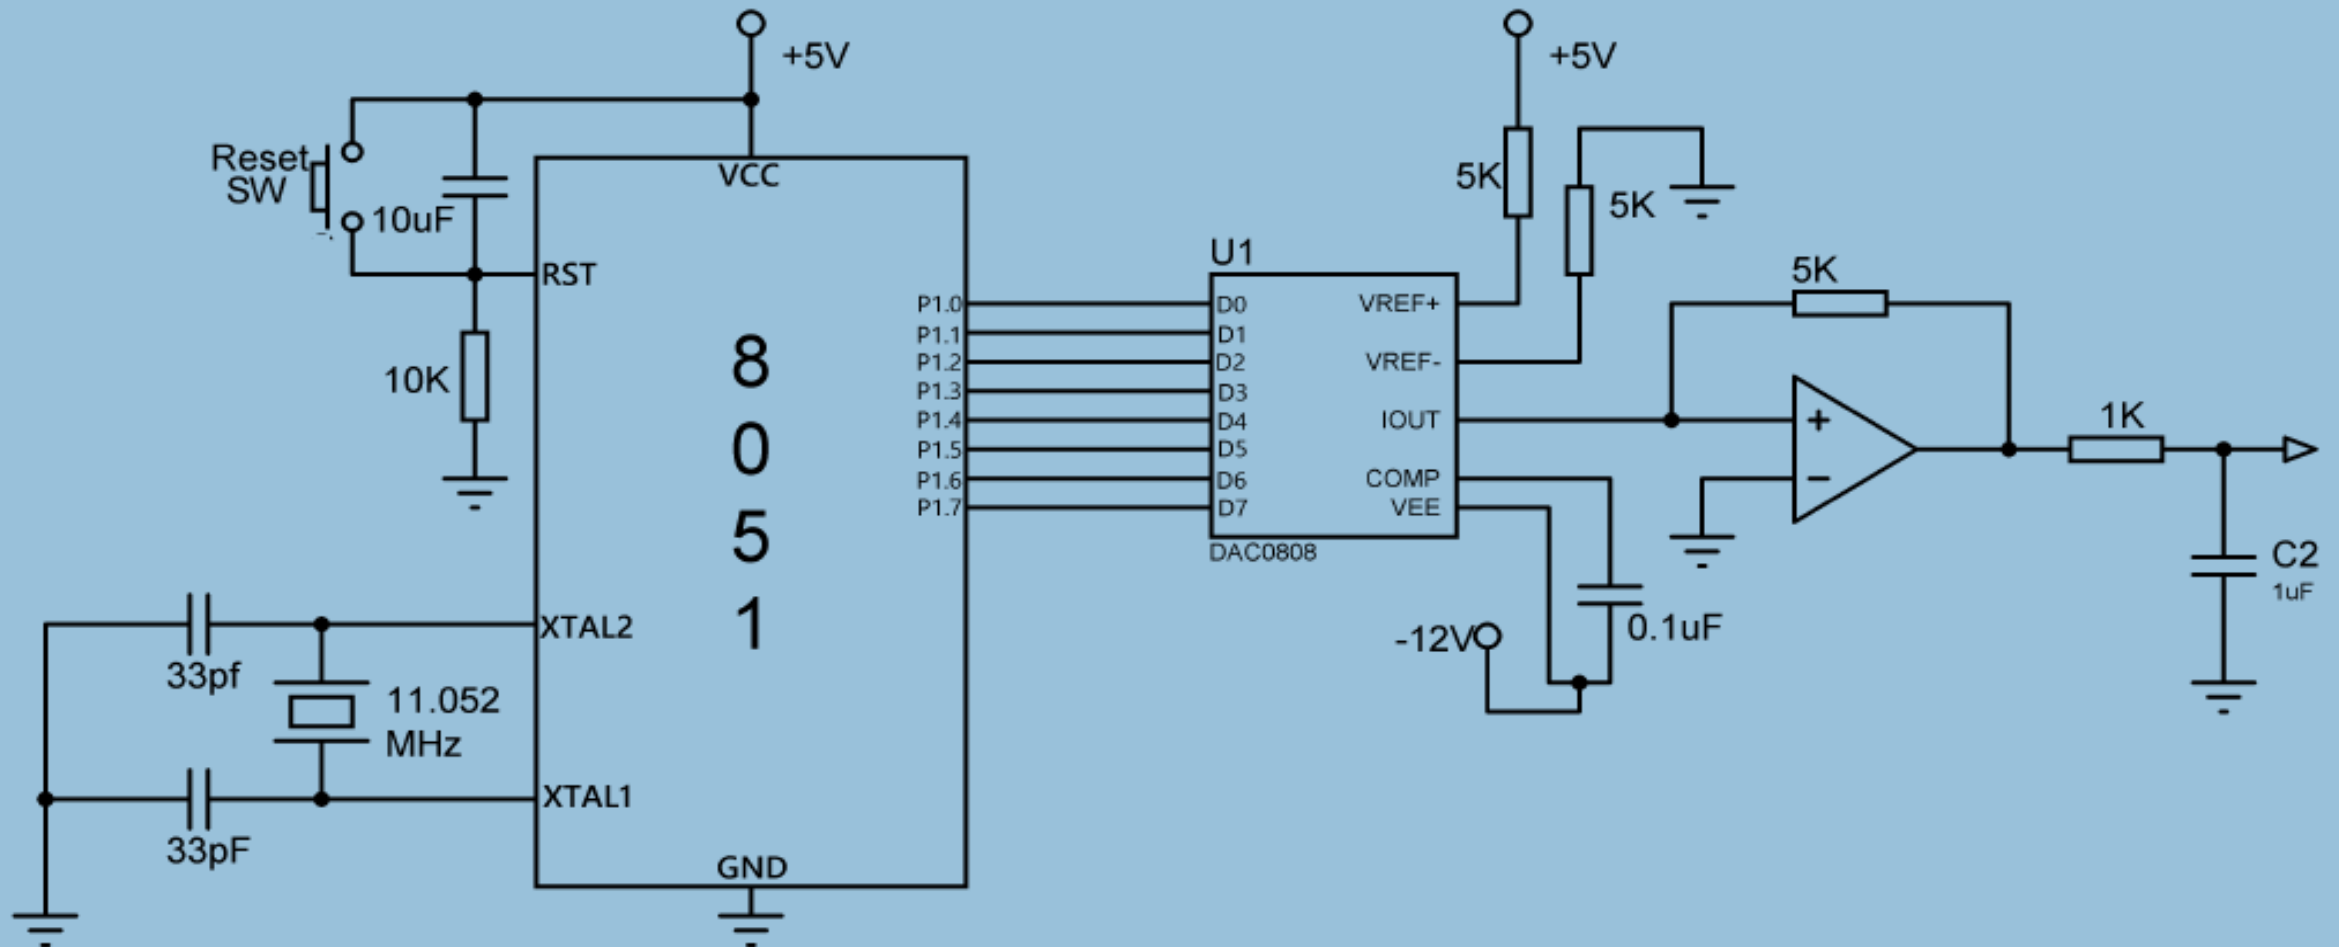 +5V
+5V
Reset
SW
10uF
VCC
5K
5K
RST
U1
5K
10K
P1.0
P1.1
P1.2
P1.3
P1.4
P1.5
P1.6
P1.7
8
0
5
1
D0
D1
D2
D3
D4
D5
D6
D7
VREF+
VREF-
IOUT
COMP
VEE
DAC0808
+
−
1K
C2
1uF
0.1uF
-12V
XTAL2
33pf
11.052
MHz
XTAL1
33pF
GND